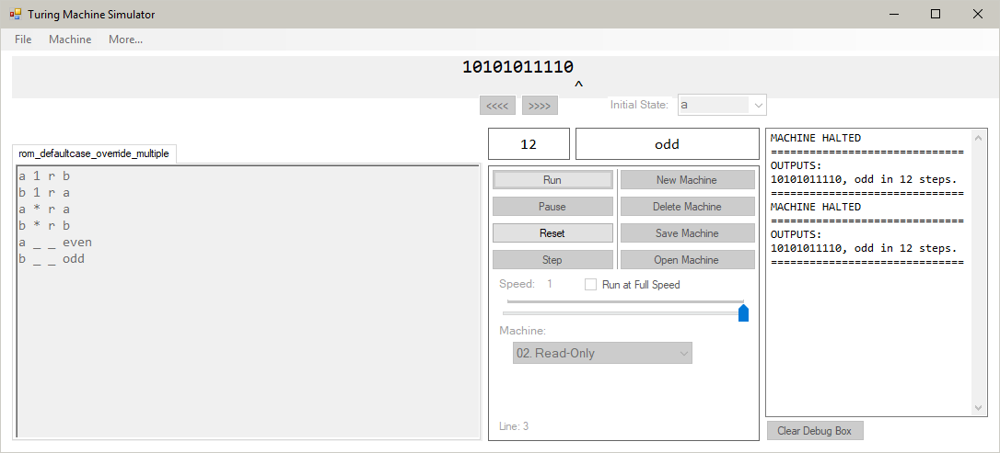 Turing Machine Simulator
File Machine More...
10101011110
^
<<<< >>>> Initial State: a
12 odd
rom_defaultcase_override_multiple
a 1 r b
b 1 r a
a * r a
b * r b
a _ _ even
b _ _ odd
Run New Machine
Pause Delete Machine
Reset Save Machine
Step Open Machine
Speed: 1 Run at Full Speed
Machine:
02. Read-Only
Line: 3
MACHINE HALTED
==============================
OUTPUTS:
10101011110, odd in 12 steps.
==============================
MACHINE HALTED
==============================
OUTPUTS:
10101011110, odd in 12 steps.
==============================
Clear Debug Box